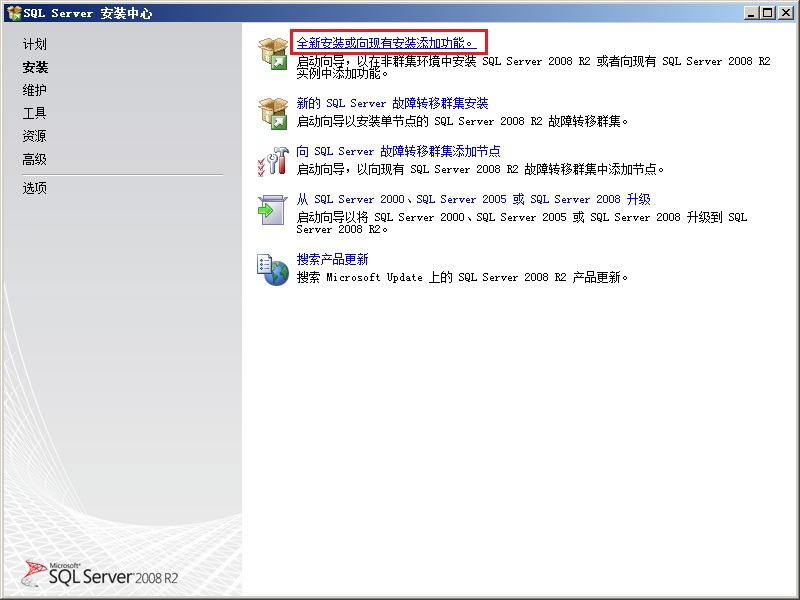 SQL Server 安装中心
计划
安装
维护
工具
资源
高级
选项
全新安装或向现有安装添加功能。
启动向导，以在非群集环境中安装 SQL Server 2008 R2 或者向现有 SQL Server 2008 R2
实例中添加功能。
新的 SQL Server 故障转移群集安装
启动向导以安装单节点的 SQL Server 2008 R2 故障转移群集。
向 SQL Server 故障转移群集添加节点
启动向导，以向现有 SQL Server 2008 R2 故障转移群集中添加节点。
从 SQL Server 2000、SQL Server 2005 或 SQL Server 2008 升级
启动向导以将 SQL Server 2000、SQL Server 2005 或 SQL Server 2008 升级到 SQL
Server 2008 R2。
搜索产品更新
搜索 Microsoft Update 上的 SQL Server 2008 R2 产品更新。
Microsoft
SQL Server 2008 R2